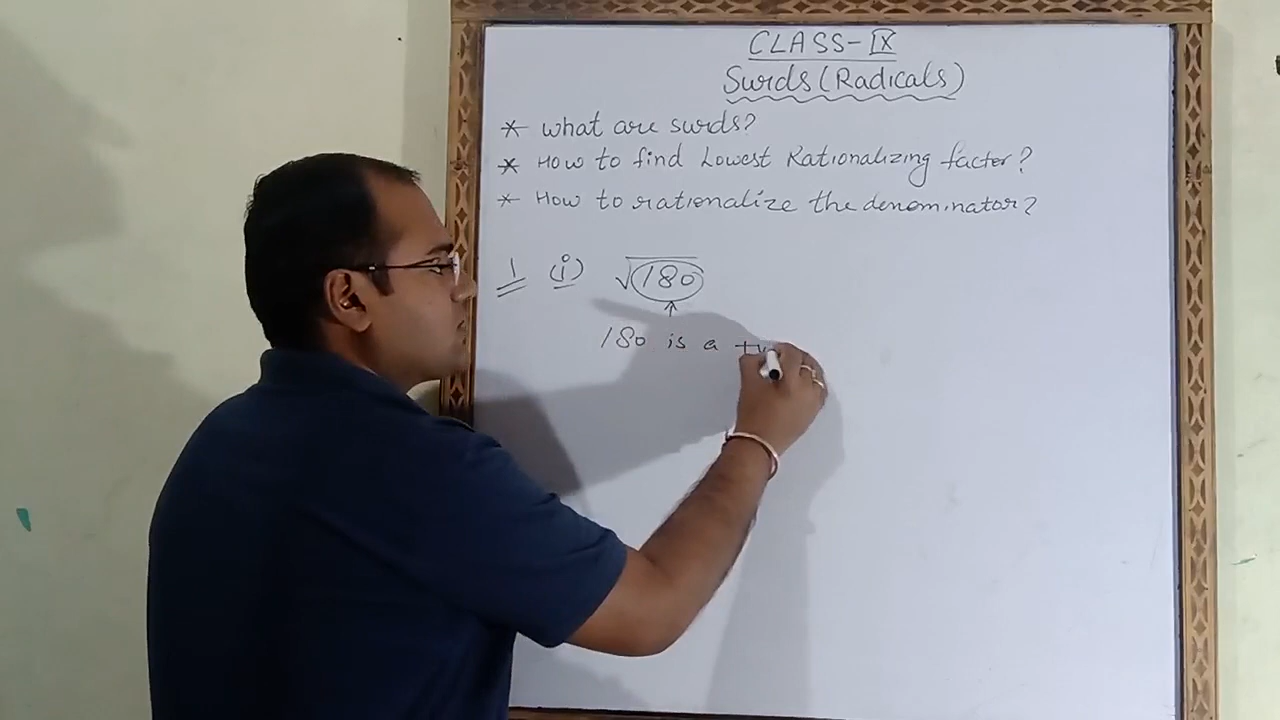 CLASS-IX
Surds (Radicals)
* What are surds?
* How to find Lowest Rationalizing factor?
* How to rationalize the denominator?
1 (i) √180
180 is a